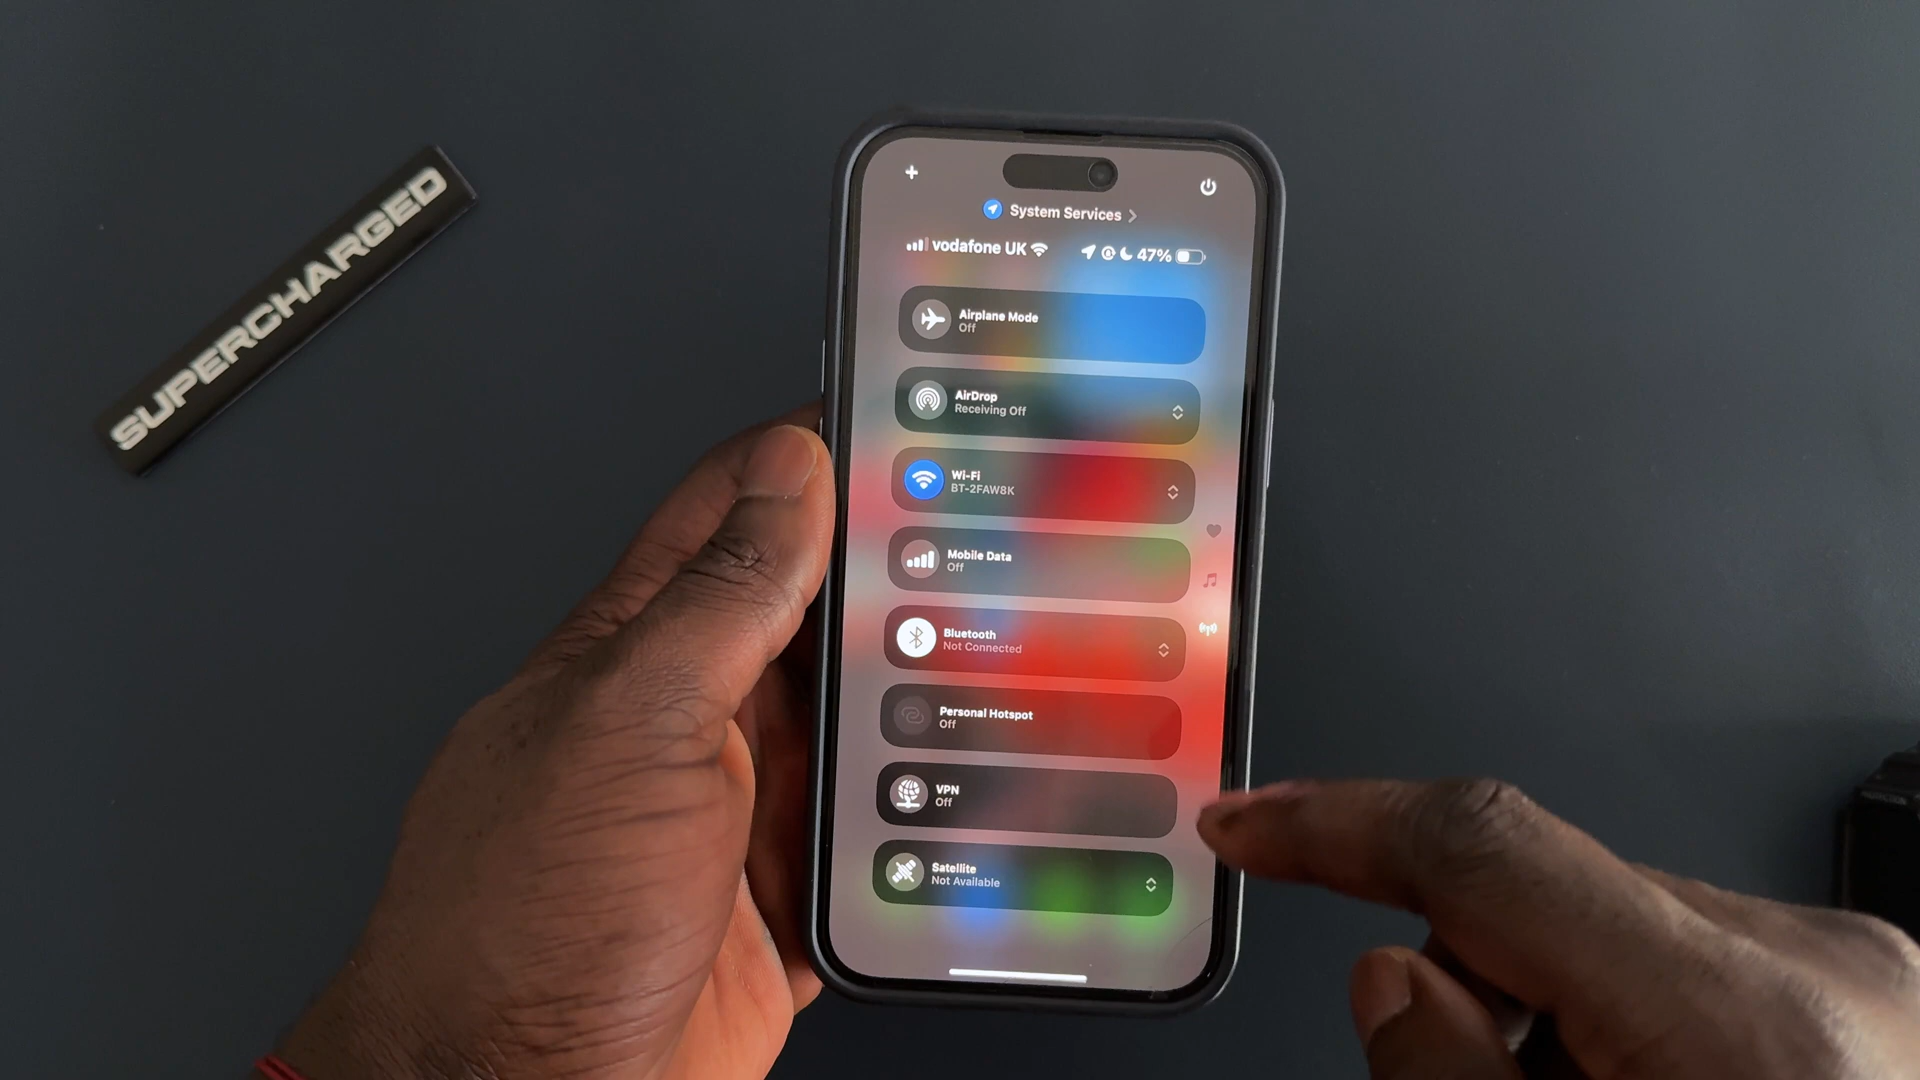 SUPERCHARGED
System Services
vodafone UK
47%
Airplane Mode
Off
AirDrop
Receiving Off
Wi-Fi
BT-2FAW8K
Mobile Data
Off
Bluetooth
Not Connected
Personal Hotspot
Off
VPN
Off
Satellite
Not Available